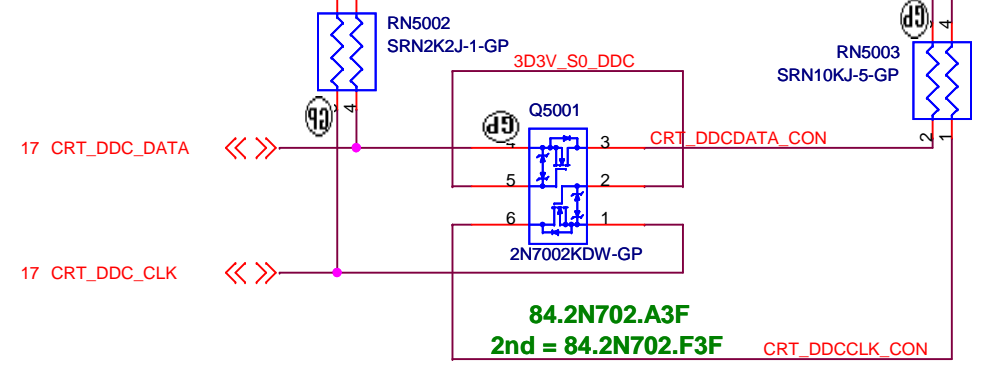 GP
4
RN5002
SRN2K2J-1-GP
RN5003
SRN10KJ-5-GP
3D3V_S0_DDC
GP
4
GP
Q5001
2
1
17 CRT_DDC_DATA
3
CRT_DDCDATA_CON
5
2
6
1
2N7002KDW-GP
17 CRT_DDC_CLK
84.2N702.A3F
2nd = 84.2N702.F3F
CRT_DDCCLK_CON